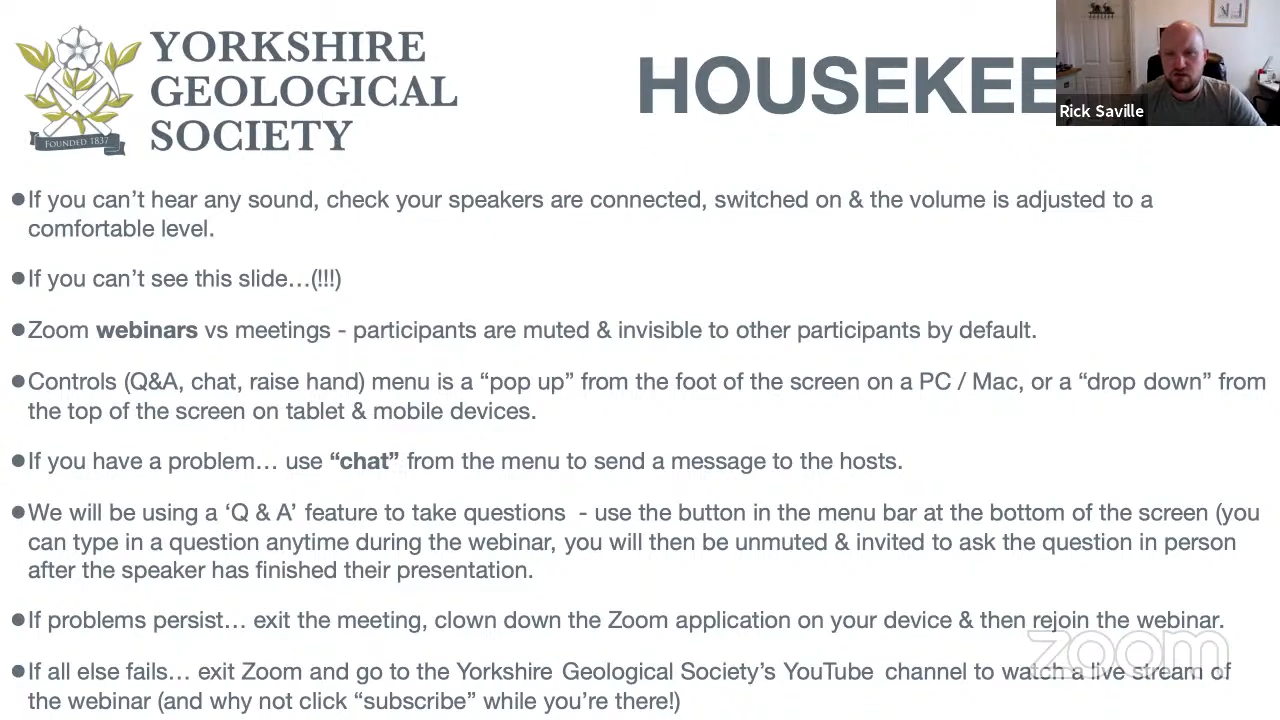 YORKSHIRE
GEOLOGICAL
SOCIETY
FOUNDED 1837
HOUSEKEE
Rick Saville
●If you can’t hear any sound, check your speakers are connected, switched on & the volume is adjusted to a
comfortable level.
●If you can’t see this slide…(!!!)
●Zoom webinars vs meetings - participants are muted & invisible to other participants by default.
●Controls (Q&A, chat, raise hand) menu is a “pop up” from the foot of the screen on a PC / Mac, or a “drop down” from
the top of the screen on tablet & mobile devices.
●If you have a problem… use “chat” from the menu to send a message to the hosts.
●We will be using a ‘Q & A’ feature to take questions - use the button in the menu bar at the bottom of the screen (you
can type in a question anytime during the webinar, you will then be unmuted & invited to ask the question in person
after the speaker has finished their presentation.
●If problems persist… exit the meeting, clown down the Zoom application on your device & then rejoin the webinar.
zoom
●If all else fails… exit Zoom and go to the Yorkshire Geological Society’s YouTube channel to watch a live stream of
the webinar (and why not click “subscribe” while you’re there!)